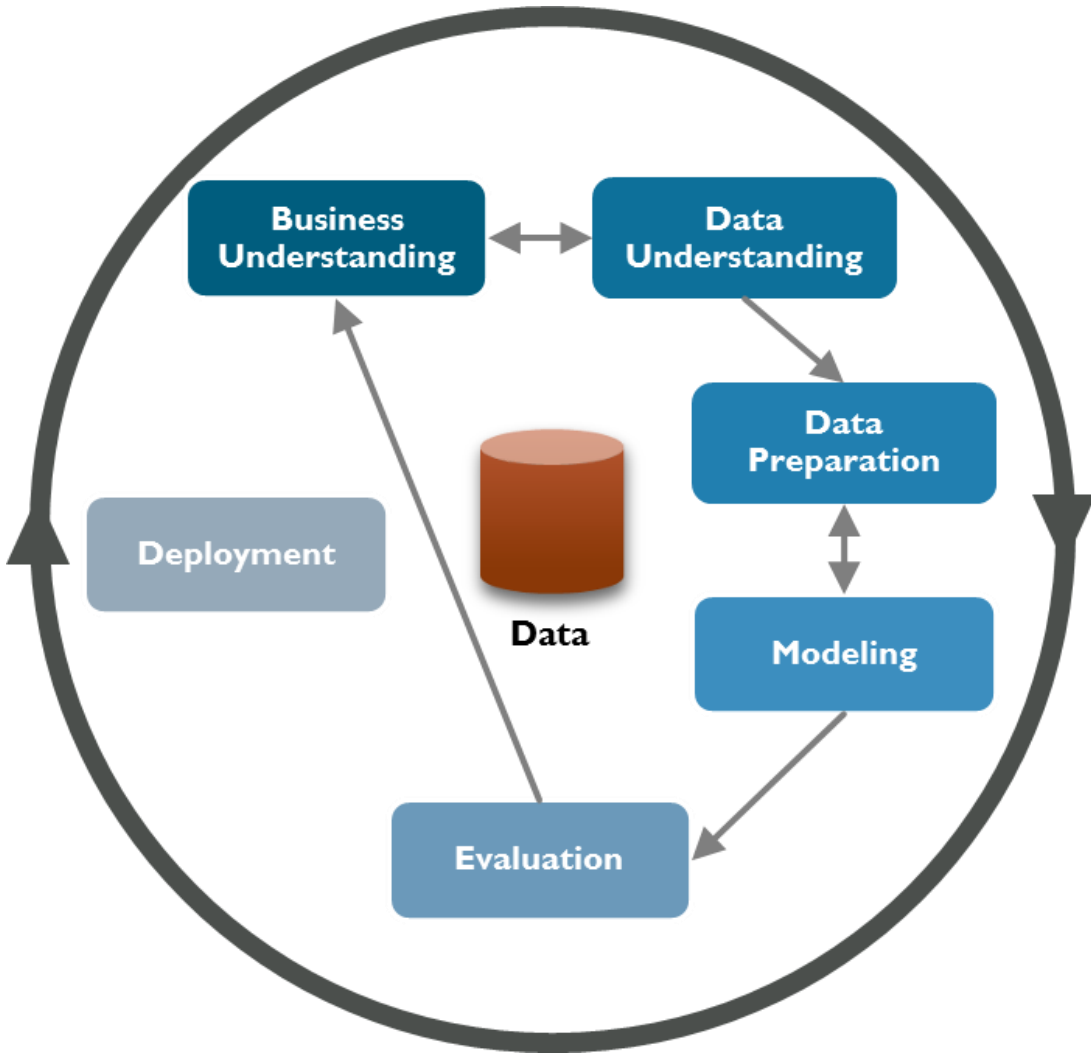 Business
Understanding
Data
Understanding
Data
Preparation
Deployment
Data
Modeling
Evaluation